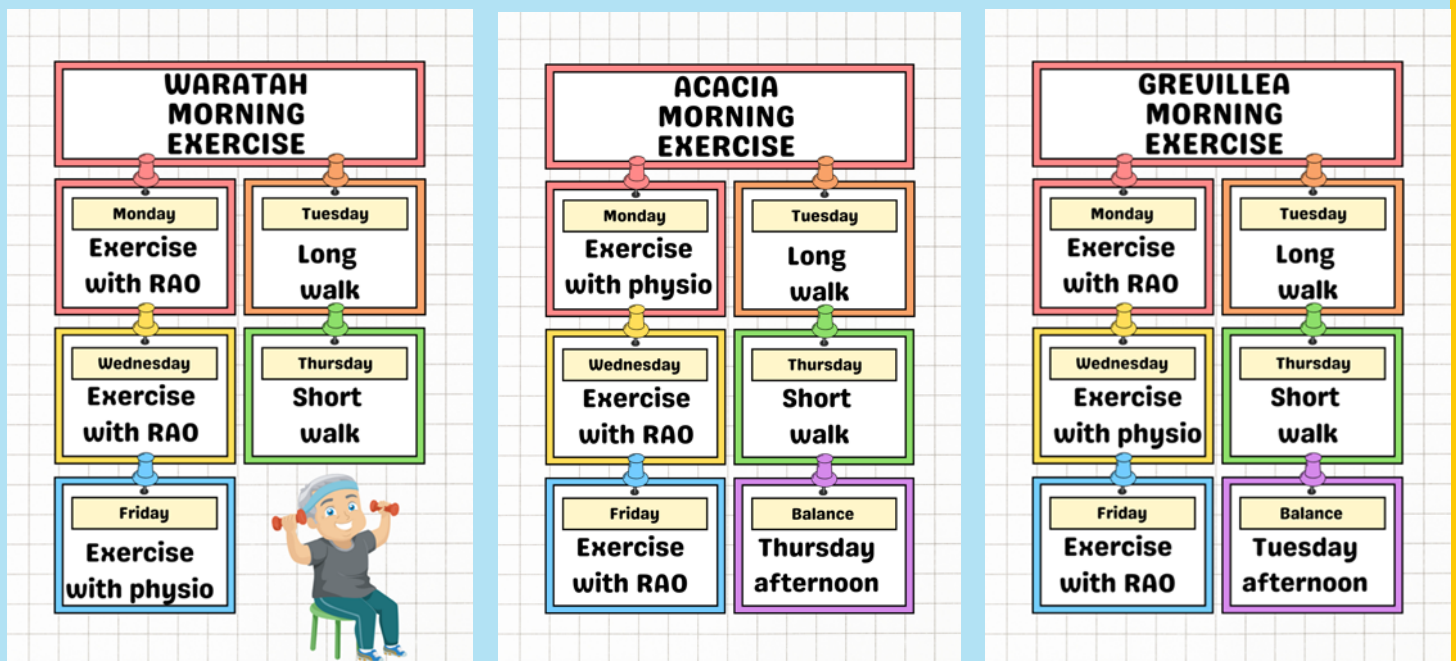 WARATAH
MORNING
EXERCISE
Monday
Exercise
with RAO
Tuesday
Long
walk
Wednesday
Exercise
with RAO
Thursday
Short
walk
Friday
Exercise
with physio
ACACIA
MORNING
EXERCISE
Monday
Exercise
with physio
Tuesday
Long
walk
Wednesday
Exercise
with RAO
Thursday
Short
walk
Friday
Exercise
with RAO
Balance
Thursday
afternoon
GREVILLEA
MORNING
EXERCISE
Monday
Exercise
with RAO
Tuesday
Long
walk
Wednesday
Exercise
with physio
Thursday
Short
walk
Friday
Exercise
with RAO
Balance
Tuesday
afternoon